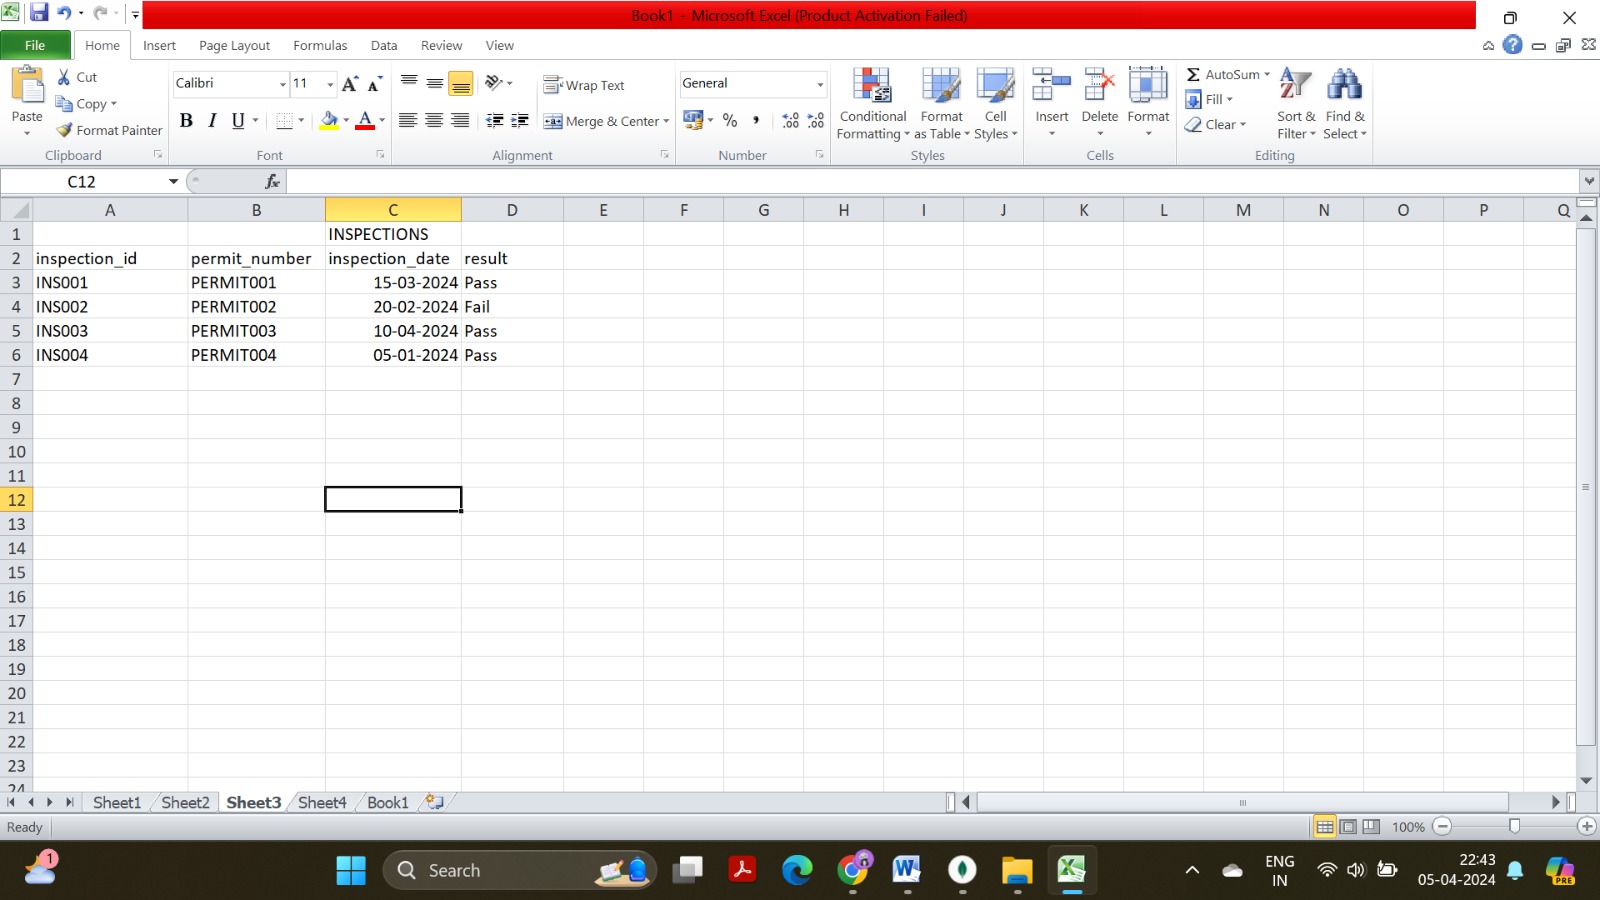 Book1 - Microsoft Excel (Product Activation Failed)
File Home Insert Page Layout Formulas Data Review View
Paste
Cut
Copy
Format Painter
Clipboard
Calibri 11
B I U A
Font
Wrap Text
Merge & Center
Alignment
General
% , .00 .00
Number
Conditional Formatting
Format as Table
Cell Styles
Styles
Insert Delete Format
Cells
Σ AutoSum
Fill
Clear
Sort & Filter
Find & Select
Editing
C12 fx
A B C D E F G H I J K L M N O P Q
1 INSPECTIONS
2 inspection_id permit_number inspection_date result
3 INS001 PERMIT001 15-03-2024 Pass
4 INS002 PERMIT002 20-02-2024 Fail
5 INS003 PERMIT003 10-04-2024 Pass
6 INS004 PERMIT004 05-01-2024 Pass
7
8
9
10
11
12
13
14
15
16
17
18
19
20
21
22
23
24
Sheet1 Sheet2 Sheet3 Sheet4 Book1
Ready 100%
1 Search ENG IN 22:43 05-04-2024 PRE